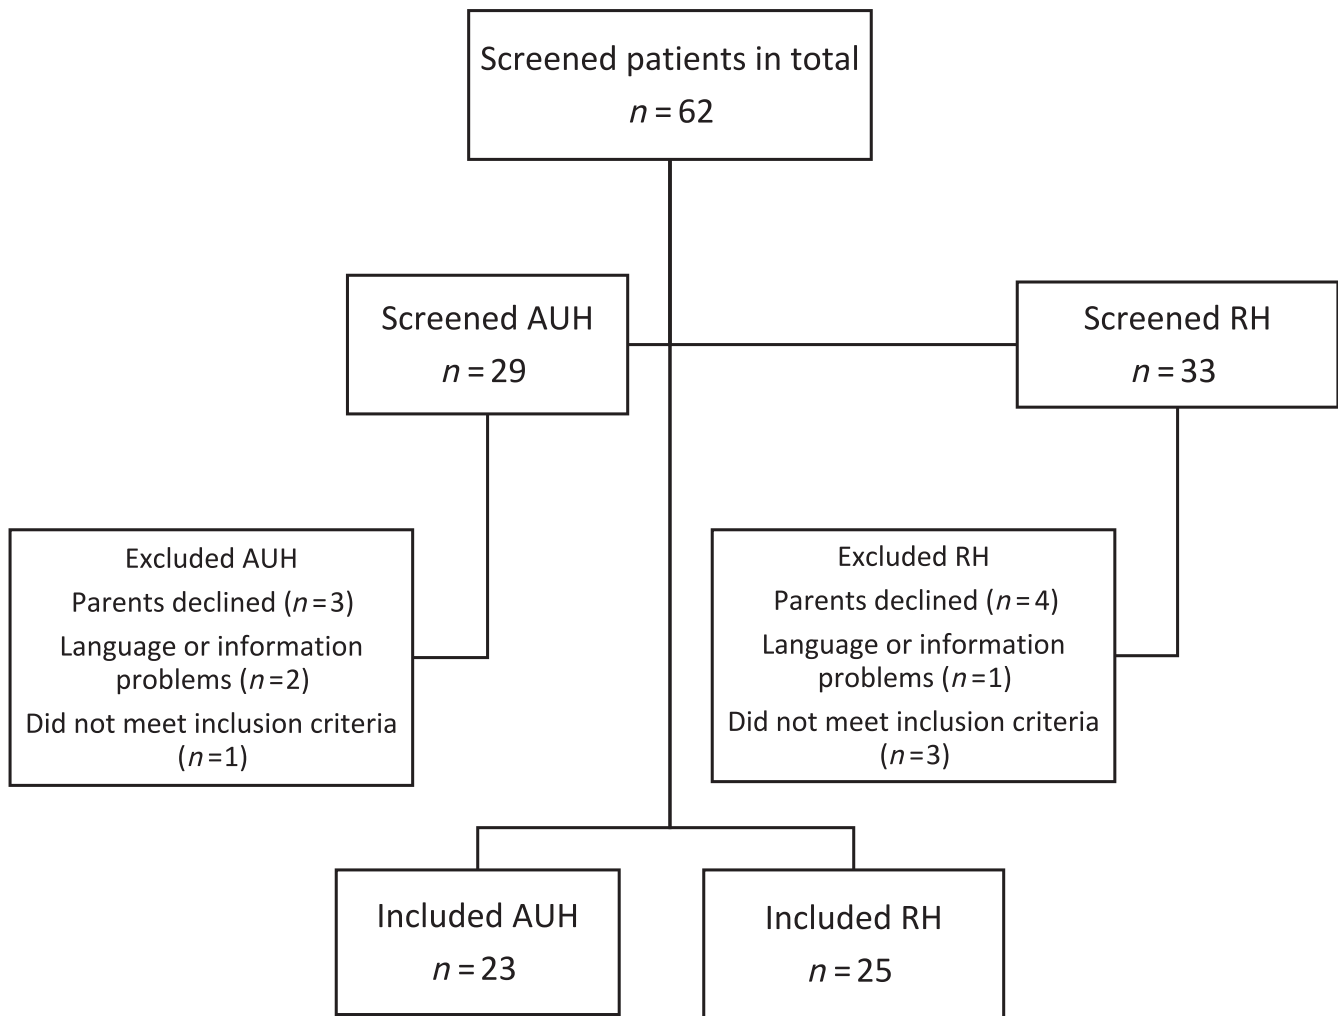 Screened patients in total
n = 62
Screened AUH
n = 29
Screened RH
n = 33
Excluded AUH
Parents declined (n=3)
Language or information
problems (n=2)
Did not meet inclusion criteria
(n=1)
Excluded RH
Parents declined (n=4)
Language or information
problems (n=1)
Did not meet inclusion criteria
(n=3)
Included AUH
n = 23
Included RH
n = 25